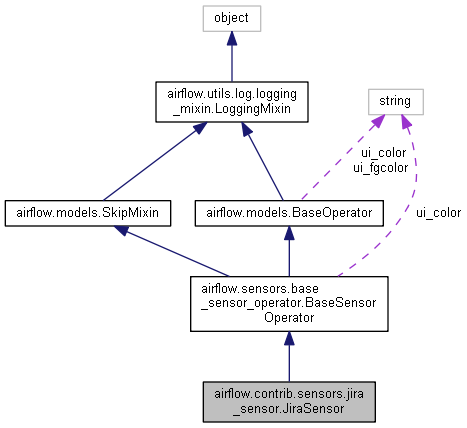 object
airflow.utils.log.logging
_mixin.LoggingMixin
string
ui_color
ui_fgcolor
airflow.models.SkipMixin
airflow.models.BaseOperator
ui_color
airflow.sensors.base
_sensor_operator.BaseSensor
Operator
airflow.contrib.sensors.jira
_sensor.JiraSensor